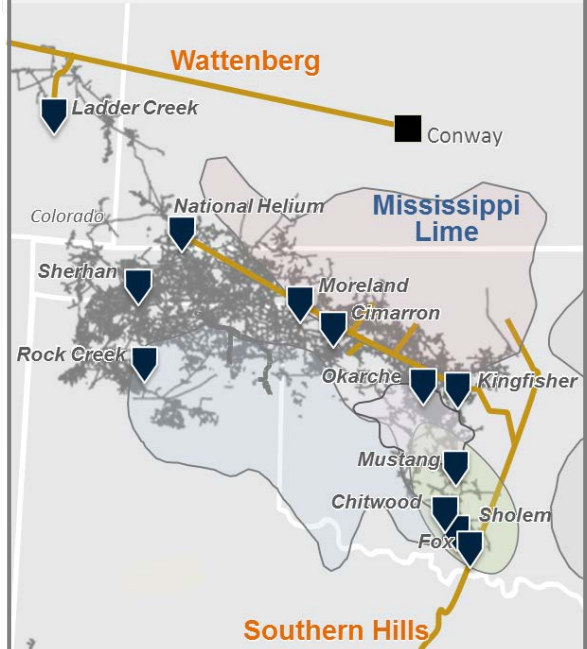 Wattenberg
Ladder Creek
Conway
National Helium
Colorado
Mississippi
Lime
Sherhan
Moreland
Cimarron
Rock Creek
Okarche
Kingfisher
Mustang
Chitwood
Sholem
Fox
Southern Hills